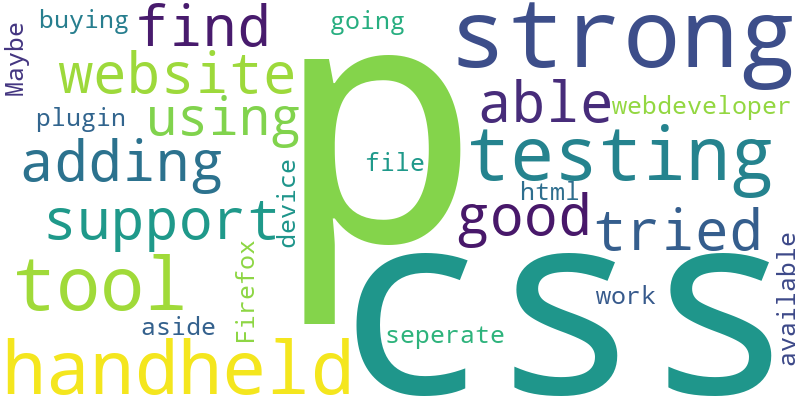 buying
find
going
strong
Maybe
website
p
able
webdeveloper
plugin
using
testing
adding
file
device
html
support
good
tried
tool
Firefox
css
available
work
aside
seperate
handheld